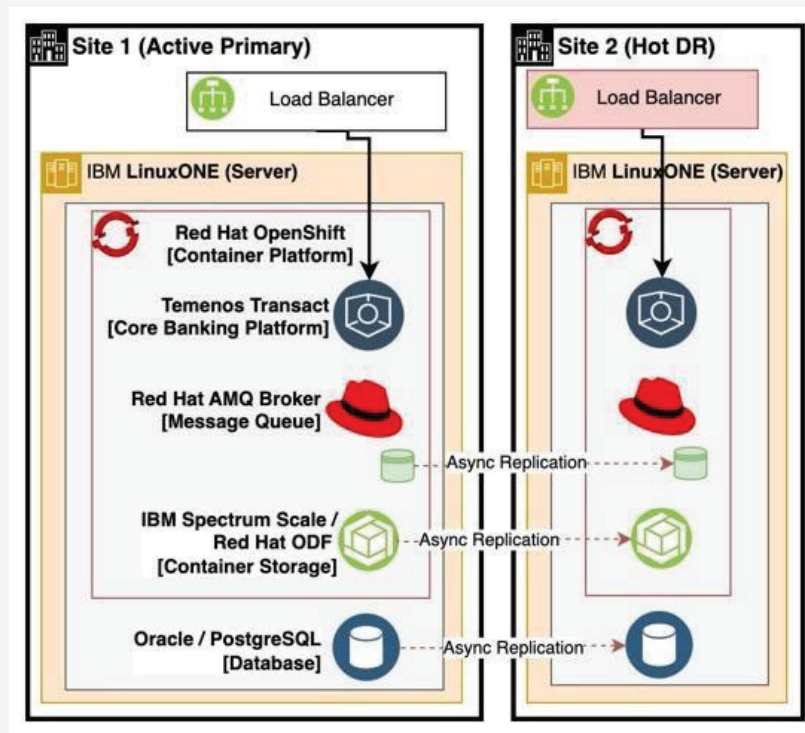 Site 1 (Active Primary)
Load Balancer
IBM LinuxONE (Server)
Red Hat OpenShift
[Container Platform]
Temenos Transact
[Core Banking Platform]
Red Hat AMQ Broker
[Message Queue]
IBM Spectrum Scale /
Red Hat ODF
[Container Storage]
Oracle / PostgreSQL
[Database]
Async Replication
Async Replication
Async Replication
Site 2 (Hot DR)
Load Balancer
IBM LinuxONE (Server)